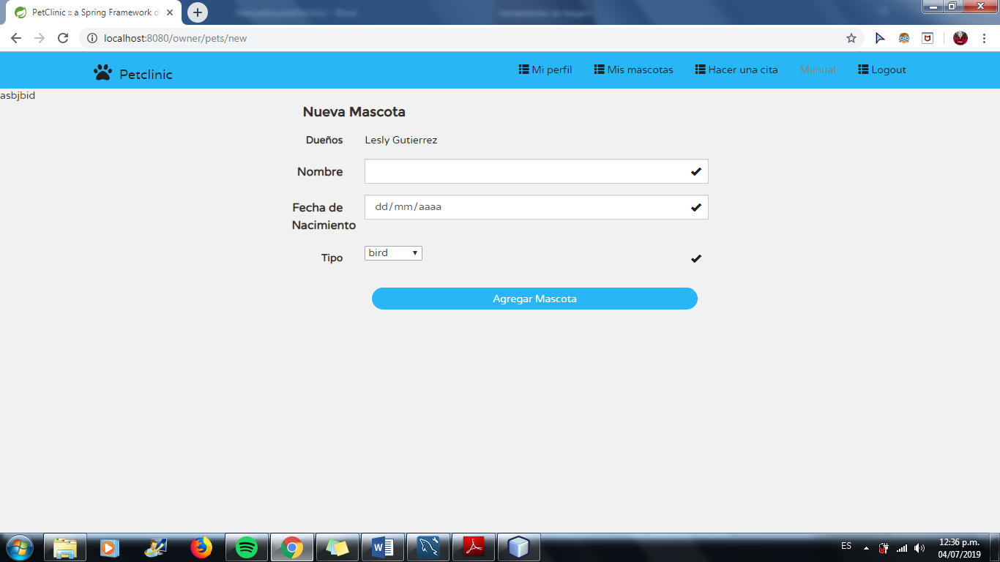 PetClinic :: a Spring Framework d
localhost:8080/owner/pets/new
Petclinic
Mi perfil
Mis mascotas
Hacer una cita
Manual
Logout
asbjbid
Nueva Mascota
Dueños Lesly Gutierrez
Nombre
Fecha de dd/mm/aaaa
Nacimiento
Tipo bird
Agregar Mascota
ES
12:36 p.m.
04/07/2019